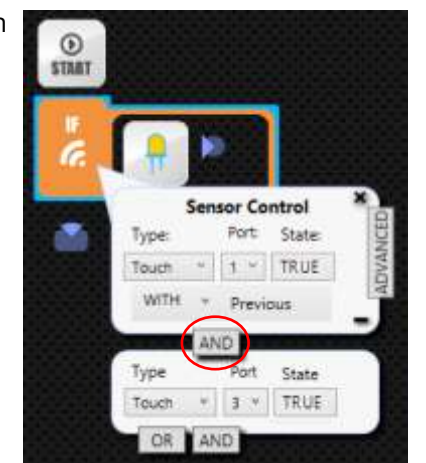 n
START
IF
Sensor Control
ADVANCED
Type: Port: State:
Touch 1 TRUE
WITH Previous
AND
Type Port State
Touch 3 TRUE
OR AND